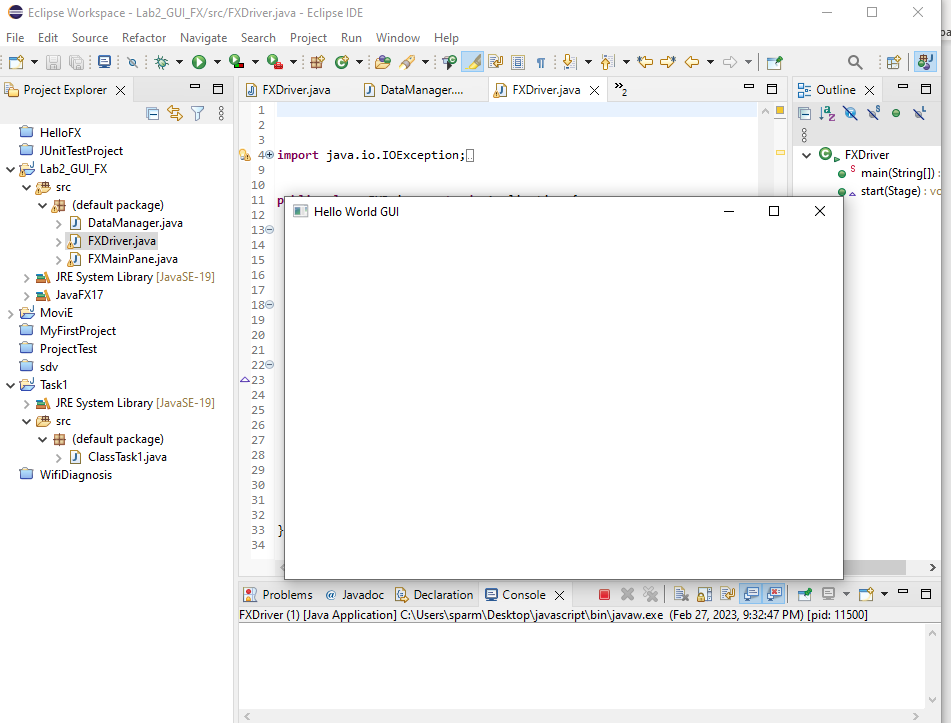 Eclipse Workspace - Lab2_GUI_FX/src/FXDriver.java - Eclipse IDE
File Edit Source Refactor Navigate Search Project Run Window Help
Project Explorer
HelloFX
JUnitTestProject
Lab2_GUI_FX
src
(default package)
DataManager.java
FXDriver.java
FXMainPane.java
JRE System Library [JavaSE-19]
JavaFX17
MoviE
MyFirstProject
ProjectTest
sdv
Task1
JRE System Library [JavaSE-19]
src
(default package)
ClassTask1.java
WifiDiagnosis
FXDriver.java DataManager.... FXDriver.java »2
1
2
3
4 import java.io.IOException;
9
10
11
12
13
14
15
16
17
18
19
20
21
22
23
24
25
26
27
28
29
30
31
32
33 }
34
Hello World GUI
Outline
FXDriver
main(String[]) :
start(Stage) : vo
Problems @ Javadoc Declaration Console
FXDriver (1) [Java Application] C:\Users\sparm\Desktop\javascript\bin\javaw.exe (Feb 27, 2023, 9:32:47 PM) [pid: 11500]